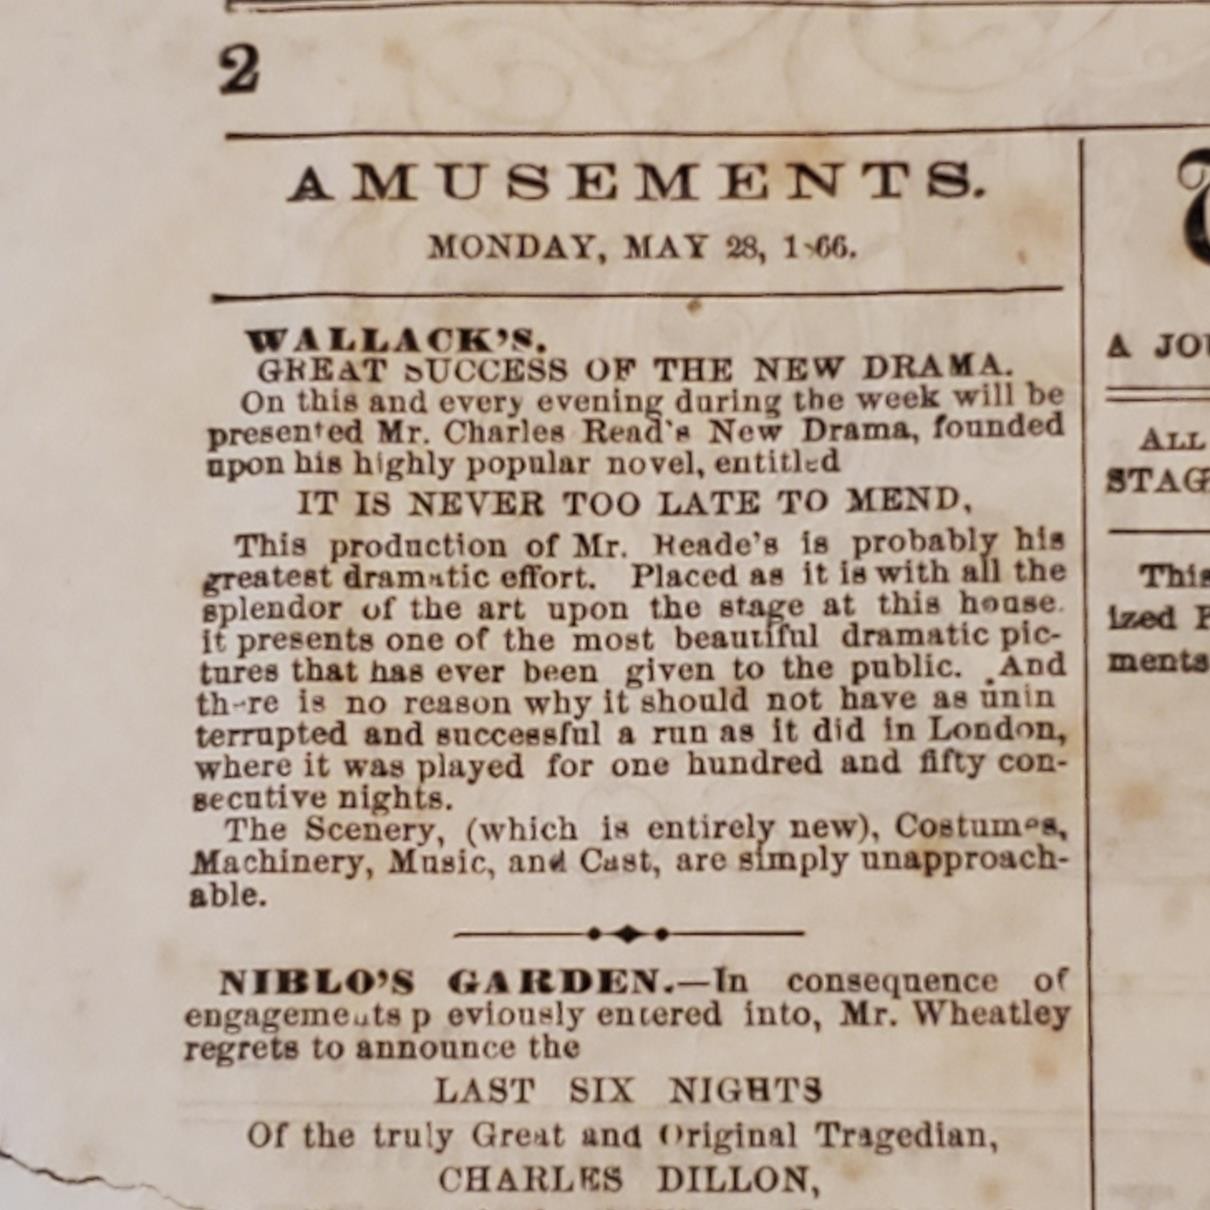 2
AMUSEMENTS.
MONDAY, MAY 28, 1866.
WALLACK'S.
GREAT SUCCESS OF THE NEW DRAMA.
On this and every evening during the week will be
presented Mr. Charles Read's New Drama, founded
upon his highly popular novel, entitled
IT IS NEVER TOO LATE TO MEND,
This production of Mr. Reade's is probably his
greatest dramatic effort. Placed as it is with all the
splendor of the art upon the stage at this house.
it presents one of the most beautiful dramatic pic-
tures that has ever been given to the public. And
there is no reason why it should not have as unin
terrupted and successful a run as it did in London,
where it was played for one hundred and fifty con-
secutive nights.
The Scenery, (which is entirely new), Costumes,
Machinery, Music, and Cast, are simply unapproach-
able.
NIBLO'S GARDEN.—In consequence of
engagements p eviously entered into, Mr. Wheatley
regrets to announce the
LAST SIX NIGHTS
Of the truly Great and Original Tragedian,
CHARLES DILLON,
A JOU
ALL
STAG
This
ized F
ments